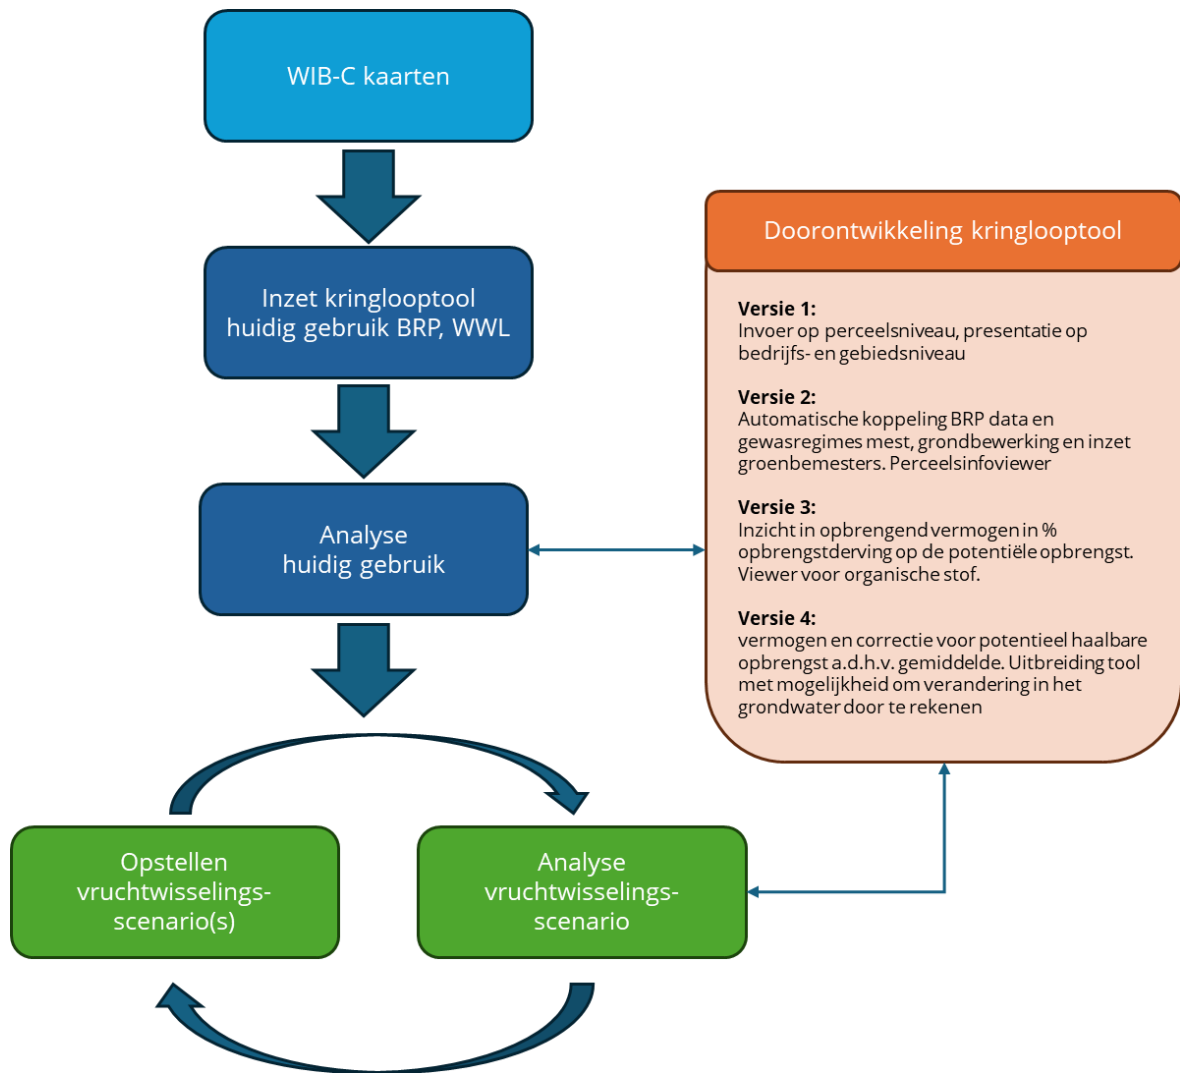 WIB-C kaarten
Inzet kringlooptool
huidig gebruik BRP, WWL
Analyse
huidig gebruik
Doorontwikkeling kringlooptool
Versie 1:
Invoer op perceelsniveau, presentatie op
bedrijfs- en gebiedsniveau
Versie 2:
Automatische koppeling BRP data en
gewasregimes mest, grondbewerking en inzet
groenbemesters. Perceelsinfoviewer
Versie 3:
Inzicht in opbrengend vermogen in %
opbrengstderving op de potentiële opbrengst.
Viewer voor organische stof.
Versie 4:
vermogen en correctie voor potentieel haalbare
opbrengst a.d.h.v. gemiddelde. Uitbreiding tool
met mogelijkheid om verandering in het
grondwater door te rekenen
Opstellen
vruchtwisselings-
scenario(s)
Analyse
vruchtwisselings-
scenario